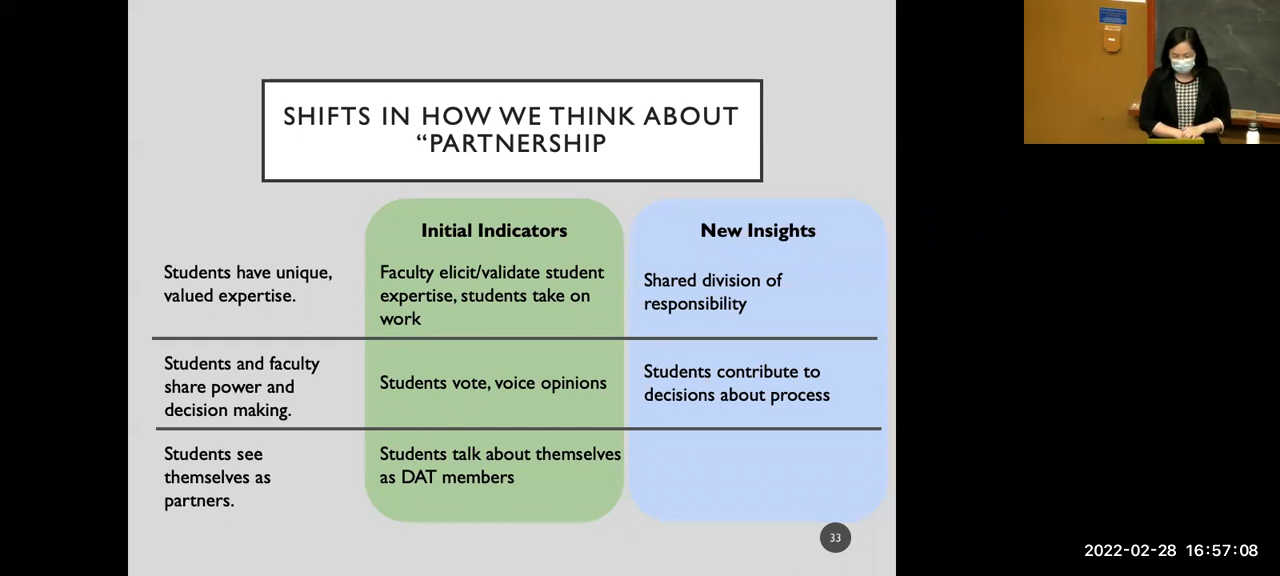 SHIFTS IN HOW WE THINK ABOUT
“PARTNERSHIP
Initial Indicators
New Insights
Students have unique,
valued expertise.
Faculty elicit/validate student
expertise, students take on
work
Shared division of
responsibility
Students and faculty
share power and
decision making.
Students vote, voice opinions
Students contribute to
decisions about process
Students see
themselves as
partners.
Students talk about themselves
as DAT members
33
2022-02-28 16:57:08